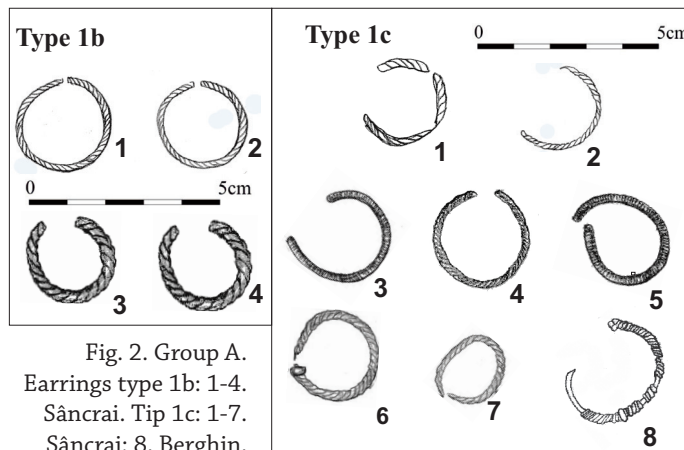 Type 1b
1
2
0 5cm
3
4
Type 1c
5cm
0
1
2
3
4
5
6
7
8
Fig. 2. Group A.
Earrings type 1b: 1-4.
Sâncrai. Tip 1c: 1-7.
Sâncrai; 8. Berghin.